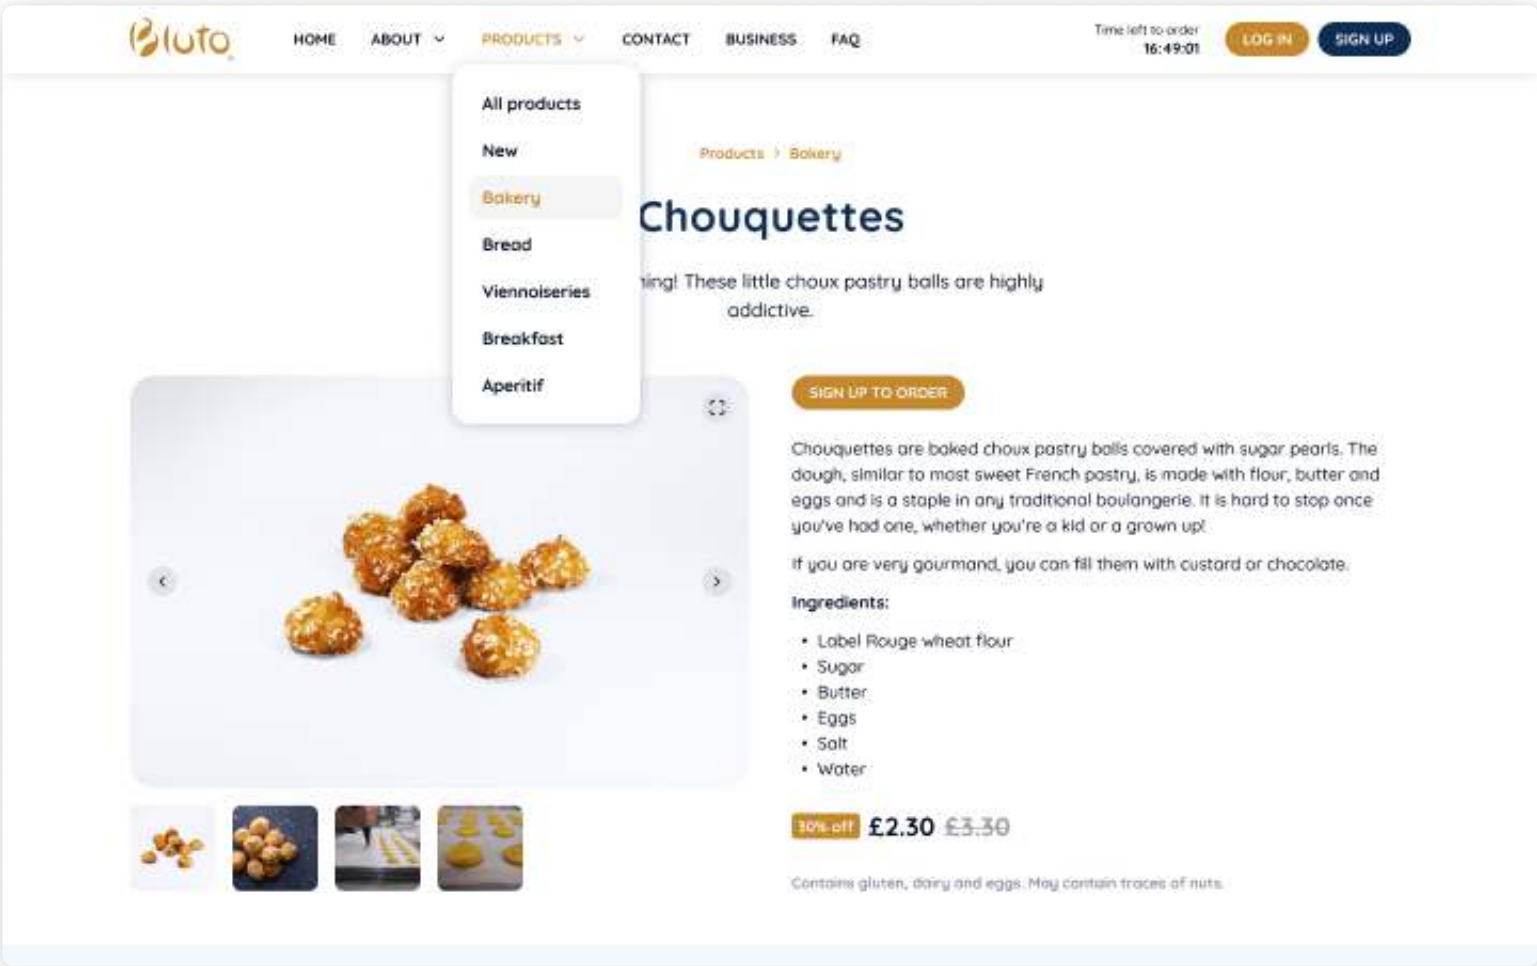 Bluto
HOME ABOUT PRODUCTS CONTACT BUSINESS FAQ
Time left to order
16:49:01
LOG IN SIGN UP
All products
New
Bakery
Bread
Viennoiseries
Breakfast
Aperitif
Products › Bakery
Chouquettes
These little choux pastry balls are highly
addictive.
SIGN UP TO ORDER
Chouquettes are baked choux pastry balls covered with sugar pearls. The
dough, similar to most sweet French pastry, is made with flour, butter and
eggs and is a staple in any traditional boulangerie. It is hard to stop once
you've had one, whether you're a kid or a grown up!
If you are very gourmand, you can fill them with custard or chocolate.
Ingredients:
• Label Rouge wheat flour
• Sugar
• Butter
• Eggs
• Salt
• Water
30% off £2.30 £3.30
Contains gluten, dairy and eggs. May contain traces of nuts.